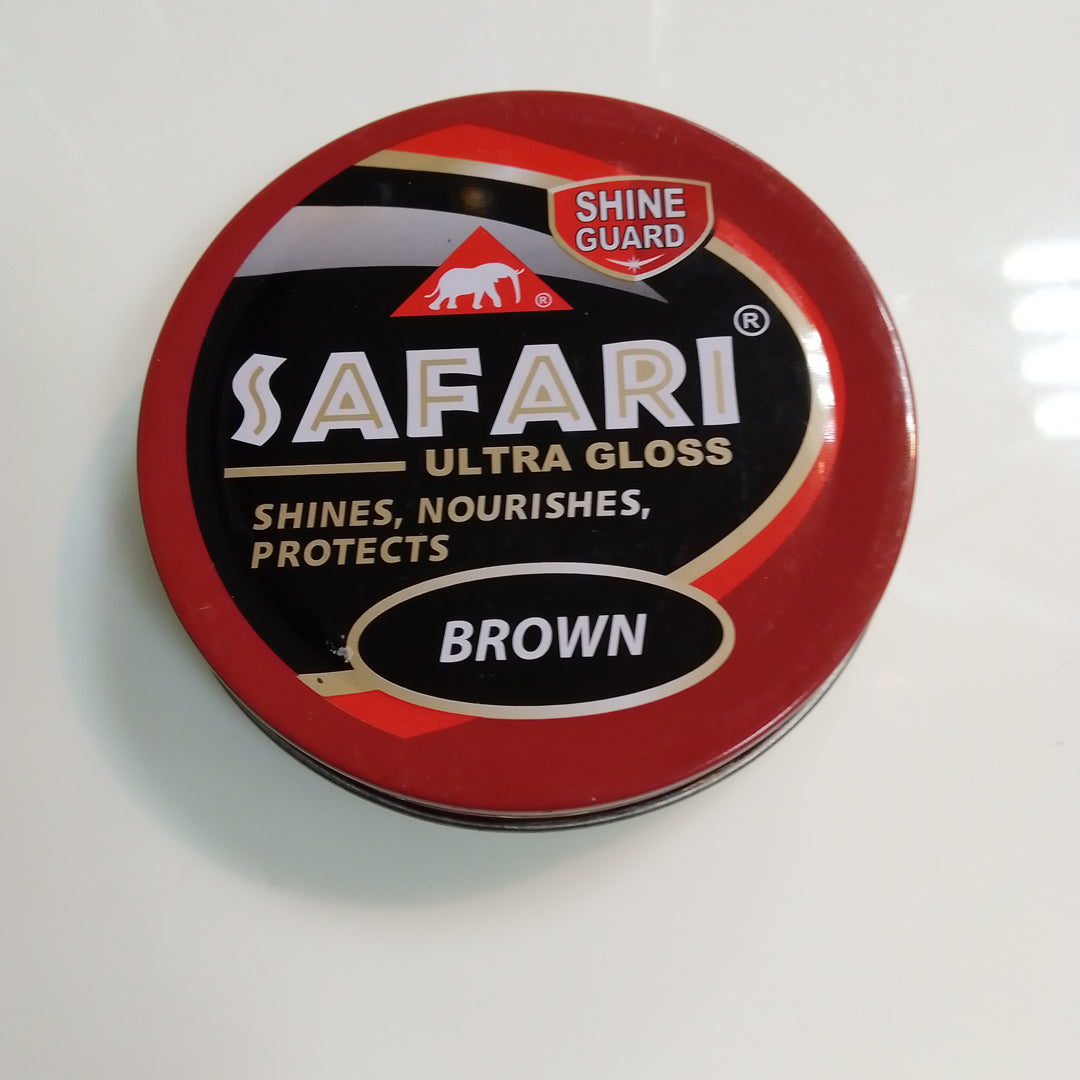 SHINE
GUARD
®
SAFARI®
ULTRA GLOSS
SHINES, NOURISHES,
PROTECTS
BROWN